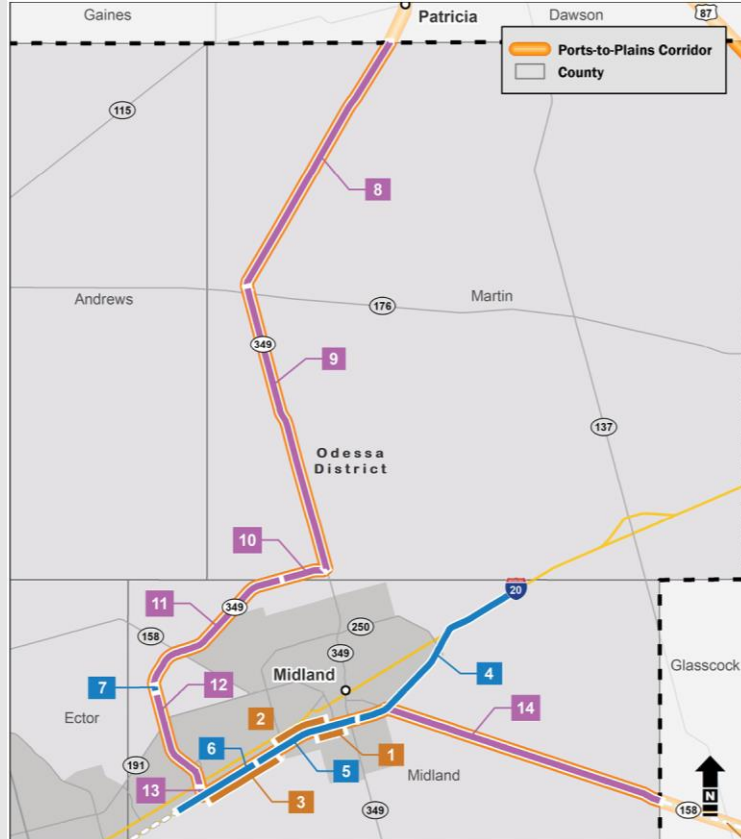 Gaines
Patricia
Dawson
87
Ports-to-Plains Corridor
County
115
8
Andrews
176
Martin
349
9
137
Odessa
District
10
20
11
349
158
250
349
Glasscock
Midland
4
7
12
14
Ector
2
1
6
5
Midland
191
13
3
349
N
158